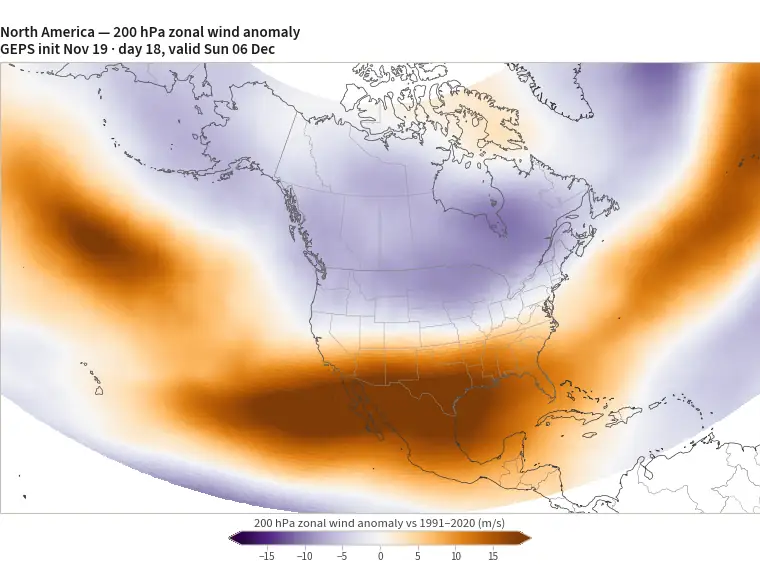 North America — 200 hPa zonal wind anomaly
GEPS init Nov 19 · day 18, valid Sun 06 Dec
200 hPa zonal wind anomaly vs 1991–2020 (m/s)
−15 −10 −5 0 5 10 15